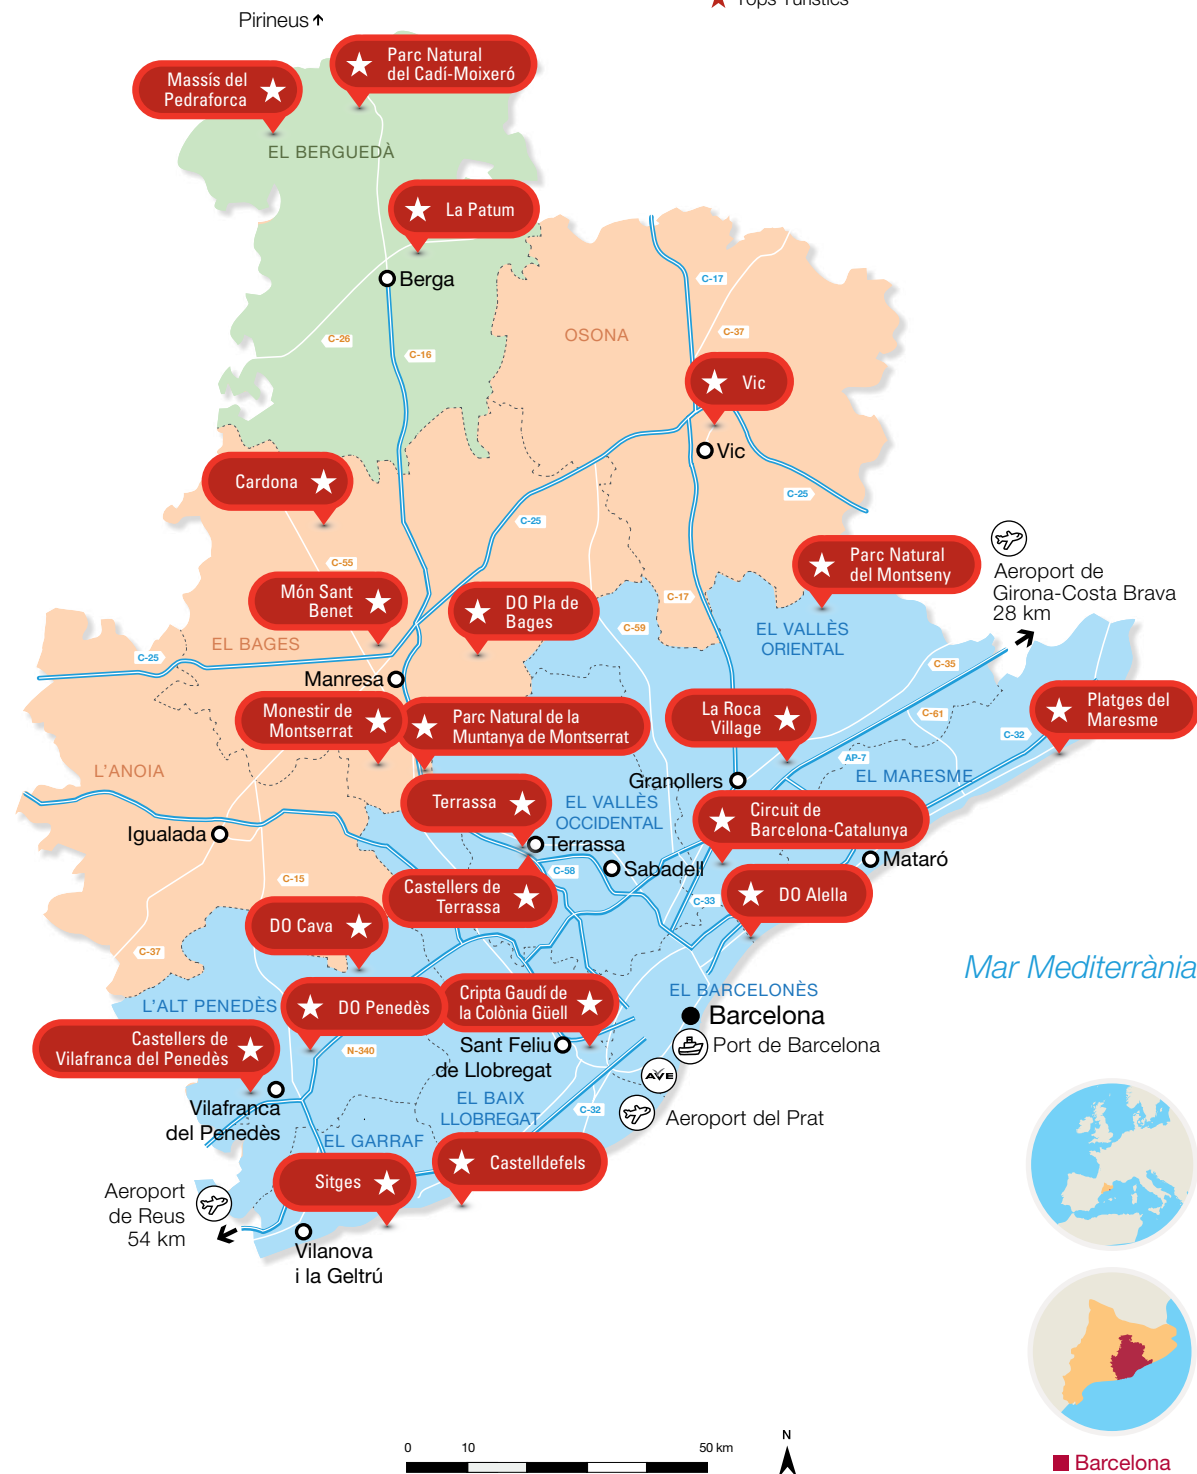 Tops Turístics
Pirineus
Parc Natural
del Cadí-Moixeró
Massís del
Pedraforca
EL BERGUEDÀ
La Patum
Berga
C-17
OSONA
C-37
C-26
C-16
Vic
Vic
Cardona
C-25
C-25
Parc Natural
del Montseny
Aeroport de
Girona-Costa Brava
28 km
C-55
Món Sant
Benet
DO Pla de
Bages
C-17
C-59
EL VALLÈS
ORIENTAL
EL BAGES
C-25
C-35
Manresa
Monestir de
Montserrat
Parc Natural de la
Muntanya de Montserrat
La Roca
Village
Platges del
Maresme
C-61
C-32
L'ANOIA
AP-7
EL MARESME
Granollers
Terrassa
EL VALLÈS
OCCIDENTAL
Circuit de
Barcelona-Catalunya
Igualada
Terrassa
Sabadell
Mataró
C-58
C-15
Castellers de
Terrassa
C-33
DO Alella
DO Cava
C-37
Mar Mediterrània
L'ALT PENEDÈS
DO Penedès
Cripta Gaudí de
la Colònia Güell
EL BARCELONÈS
Barcelona
Castellers de
Vilafranca del Penedès
N-340
Sant Feliu
de Llobregat
Port de Barcelona
AVE
Vilafranca
del Penedès
EL BAIX
LLOBREGAT
C-32
Aeroport del Prat
EL GARRAF
Castelldefels
Sitges
Aeroport
de Reus
54 km
Vilanova
i la Geltrú
0 10 50 km
N
Barcelona